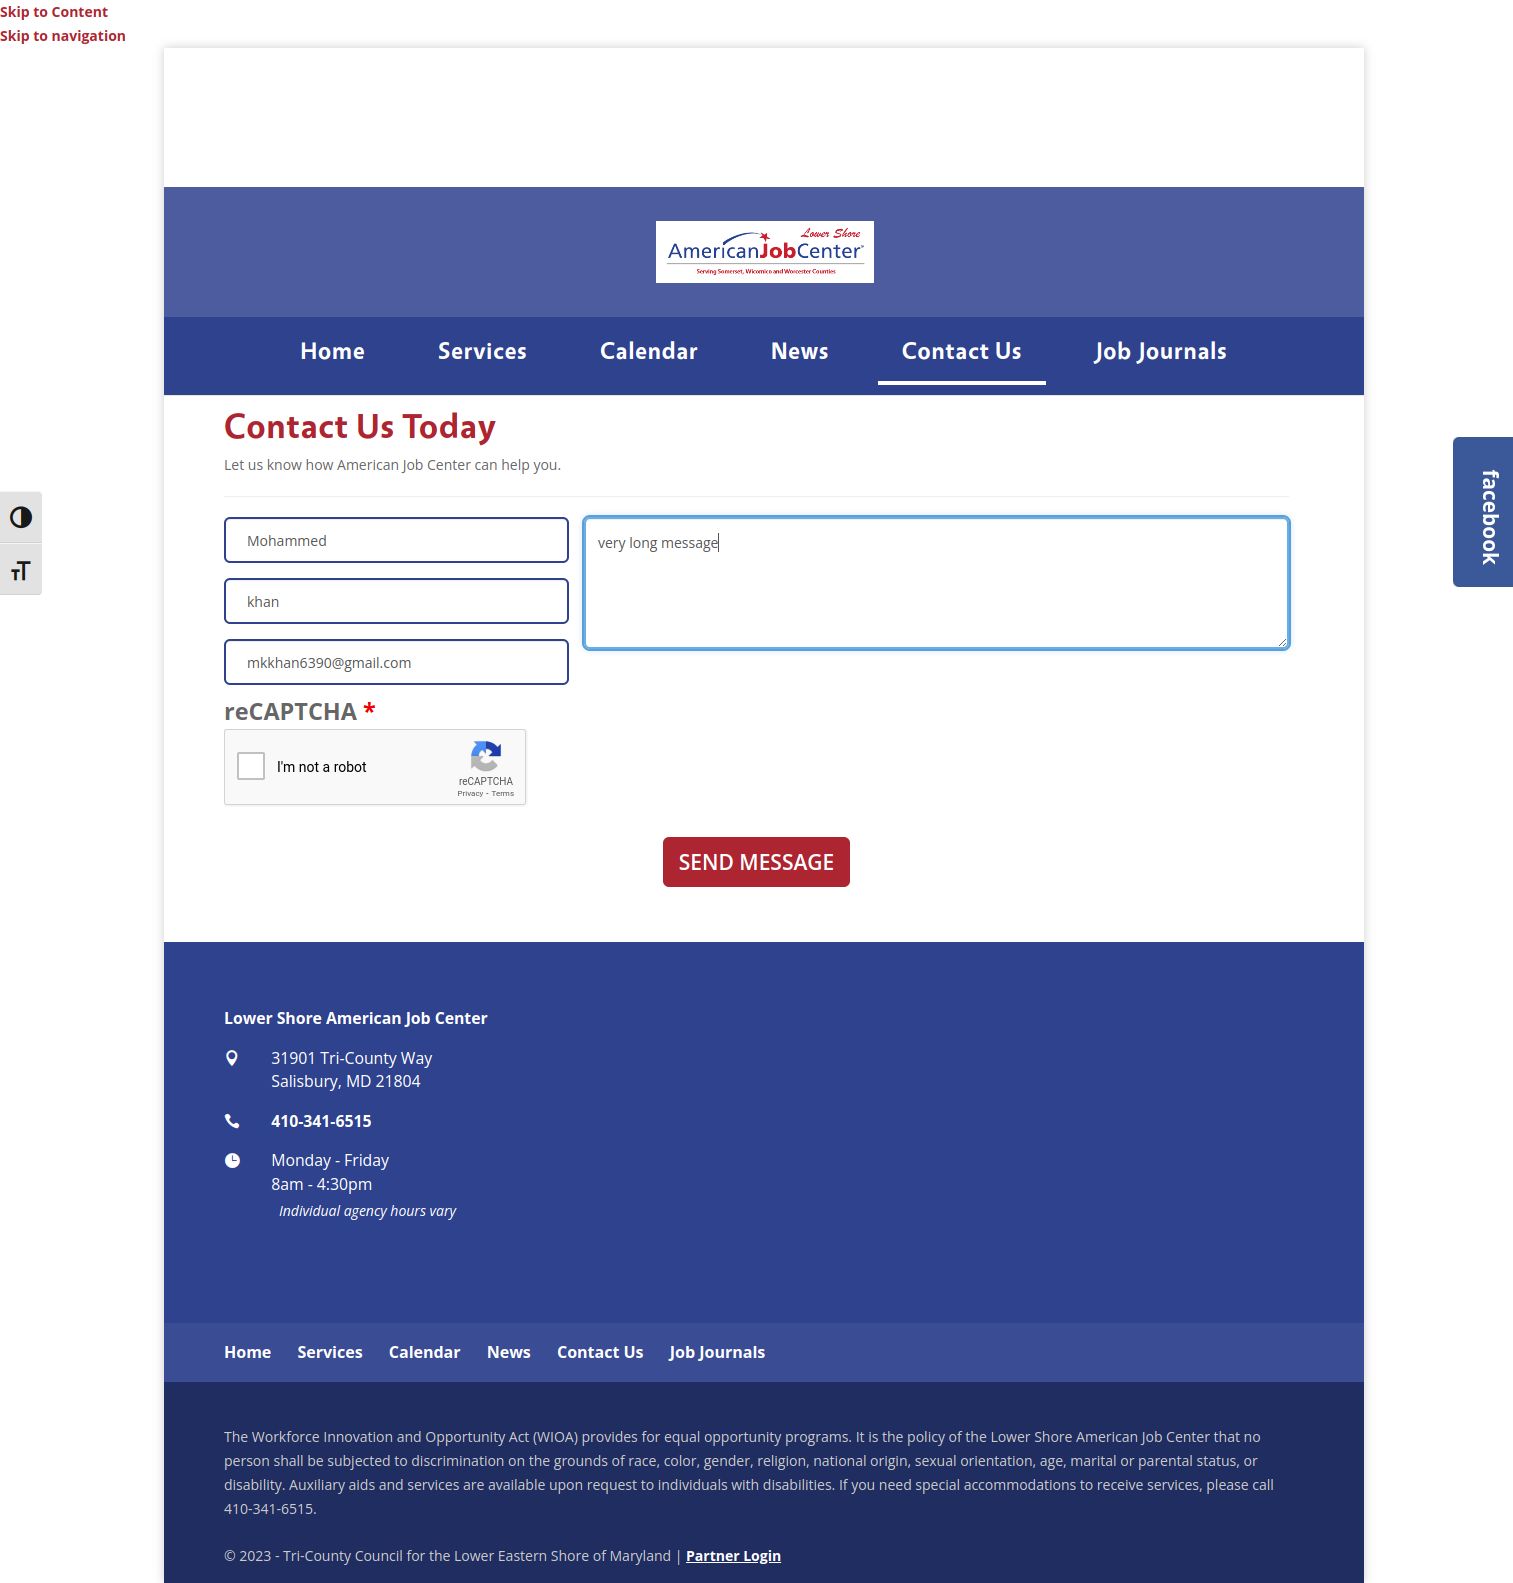 Skip to Content
Skip to navigation
Lower Shore
AmericanJobCenter
Serving Somerset, Wicomico and Worcester Counties
Home Services Calendar News Contact Us Job Journals
Contact Us Today
Let us know how American Job Center can help you.
facebook
Mohammed
very long message
khan
mkkhan6390@gmail.com
reCAPTCHA *
I'm not a robot
reCAPTCHA
Privacy - Terms
SEND MESSAGE
Lower Shore American Job Center
31901 Tri-County Way
Salisbury, MD 21804
410-341-6515
Monday - Friday
8am - 4:30pm
Individual agency hours vary
Home Services Calendar News Contact Us Job Journals
The Workforce Innovation and Opportunity Act (WIOA) provides for equal opportunity programs. It is the policy of the Lower Shore American Job Center that no
person shall be subjected to discrimination on the grounds of race, color, gender, religion, national origin, sexual orientation, age, marital or parental status, or
disability. Auxiliary aids and services are available upon request to individuals with disabilities. If you need special accommodations to receive services, please call
410-341-6515.
© 2023 - Tri-County Council for the Lower Eastern Shore of Maryland | Partner Login